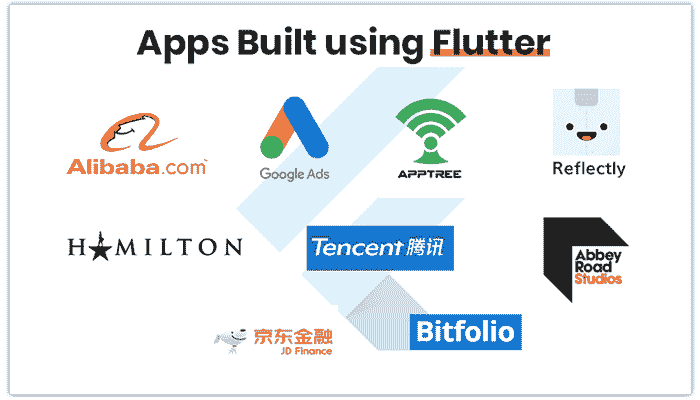 Apps Built using Flutter
Alibaba.com
Google Ads
APPTREE
Reflectly
HAMILTON
Tencent 腾讯
Abbey
Road
Studios
京东金融
JD Finance
Bitfolio